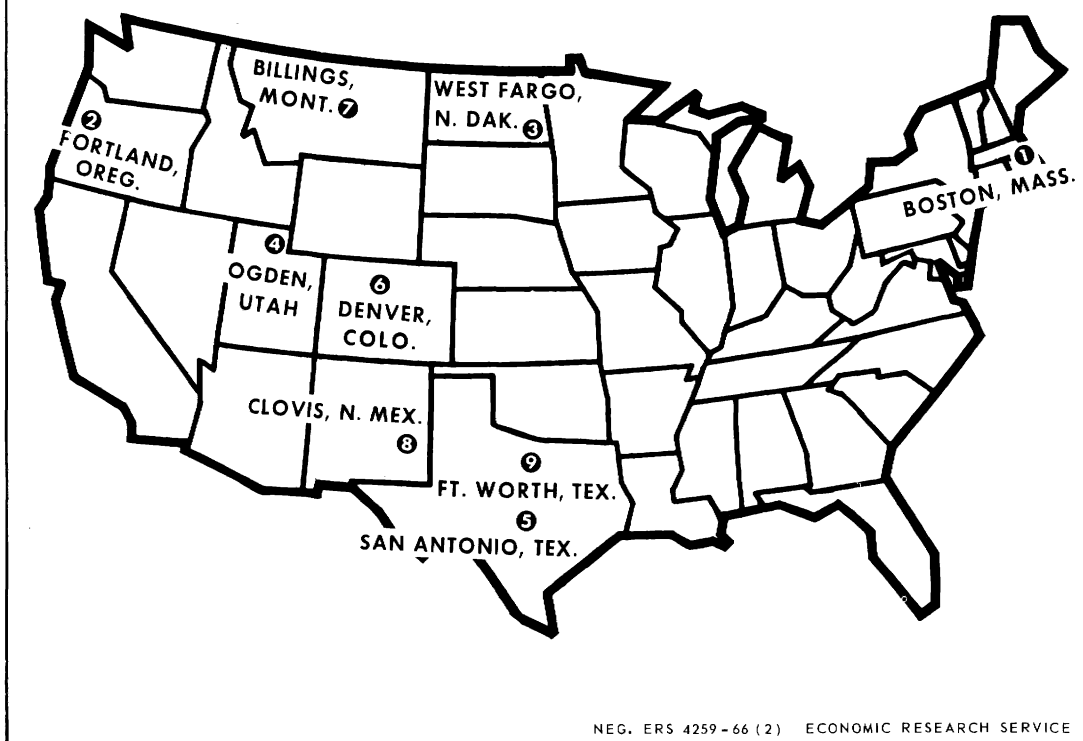 BILLINGS,
MONT. 7
WEST FARGO,
N. DAK. 3
2
FORTLAND,
OREG.
1
BOSTON, MASS.
4
OGDEN,
UTAH
6
DENVER,
COLO.
CLOVIS, N. MEX.
8
9
FT. WORTH, TEX.
5
SAN ANTONIO, TEX.
NEG. ERS 4259-66(2) ECONOMIC RESEARCH SERVICE